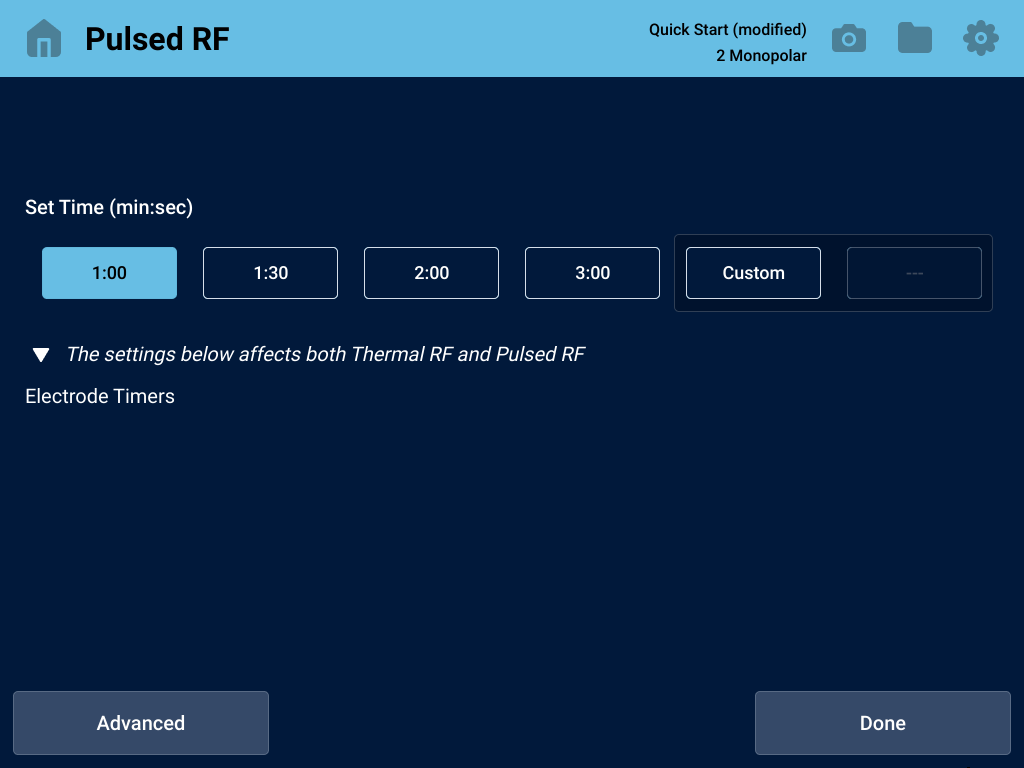 Pulsed RF
Quick Start (modified)
2 Monopolar
Set Time (min:sec)
1:00
1:30
2:00
3:00
Custom
---
The settings below affects both Thermal RF and Pulsed RF
Electrode Timers
Advanced
Done